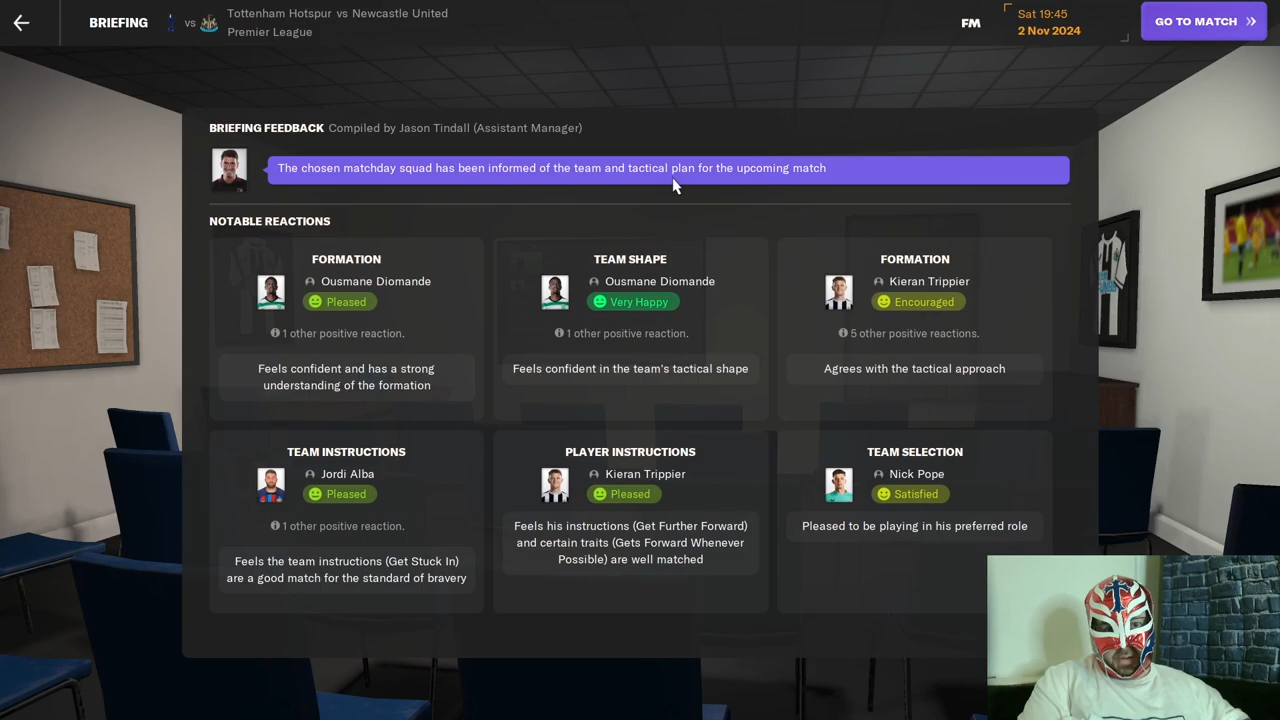 BRIEFING
vs
Tottenham Hotspur vs Newcastle United
Premier League
FM
Sat 19:45
2 Nov 2024
GO TO MATCH
BRIEFING FEEDBACK Compiled by Jason Tindall (Assistant Manager)
The chosen matchday squad has been informed of the team and tactical plan for the upcoming match
NOTABLE REACTIONS
FORMATION
Ousmane Diomande
Pleased
1 other positive reaction.
Feels confident and has a strong
understanding of the formation
TEAM SHAPE
Ousmane Diomande
Very Happy
1 other positive reaction.
Feels confident in the team's tactical shape
FORMATION
Kieran Trippier
Encouraged
5 other positive reactions.
Agrees with the tactical approach
TEAM INSTRUCTIONS
Jordi Alba
Pleased
1 other positive reaction.
Feels the team instructions (Get Stuck In)
are a good match for the standard of bravery
PLAYER INSTRUCTIONS
Kieran Trippier
Pleased
Feels his instructions (Get Further Forward)
and certain traits (Gets Forward Whenever
Possible) are well matched
TEAM SELECTION
Nick Pope
Satisfied
Pleased to be playing in his preferred role